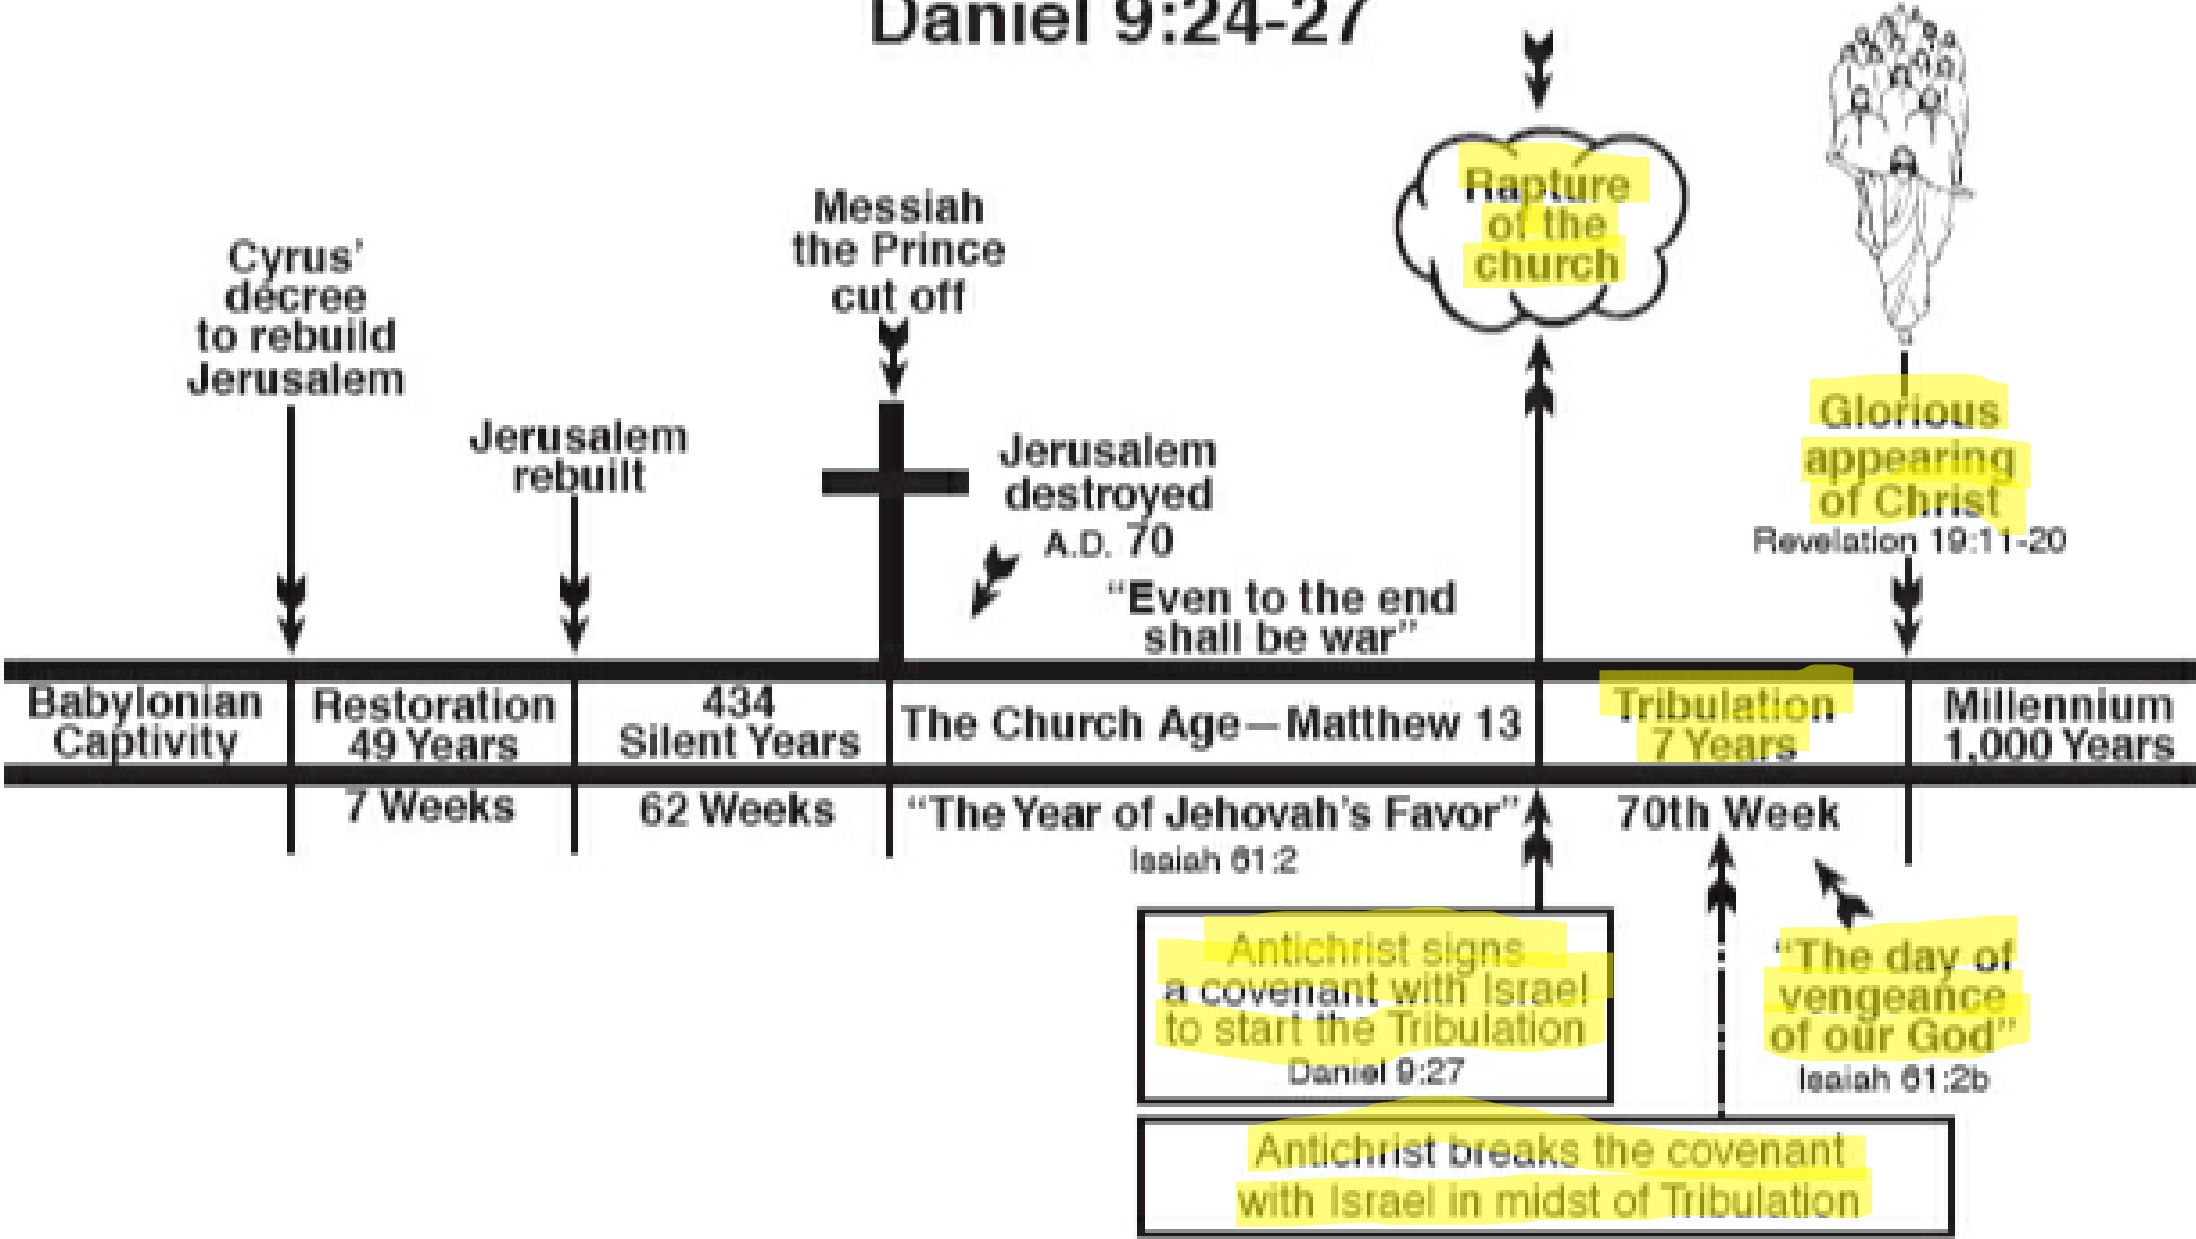 Daniel 9:24-27
Cyrus’
decree
to rebuild
Jerusalem
Jerusalem
rebuilt
Messiah
the Prince
cut off
Jerusalem
destroyed
A.D. 70
“Even to the end
shall be war”
Rapture
of the
church
Glorious
appearing
of Christ
Revelation 19:11-20
Babylonian
Captivity
Restoration
49 Years
434
Silent Years
The Church Age—Matthew 13
Tribulation
7 Years
Millennium
1,000 Years
7 Weeks
62 Weeks
“The Year of Jehovah’s Favor”
Isaiah 61:2
70th Week
Antichrist signs
a covenant with Israel
to start the Tribulation
Daniel 9:27
“The day of
vengeance
of our God”
Isaiah 61:2b
Antichrist breaks the covenant
with Israel in midst of Tribulation